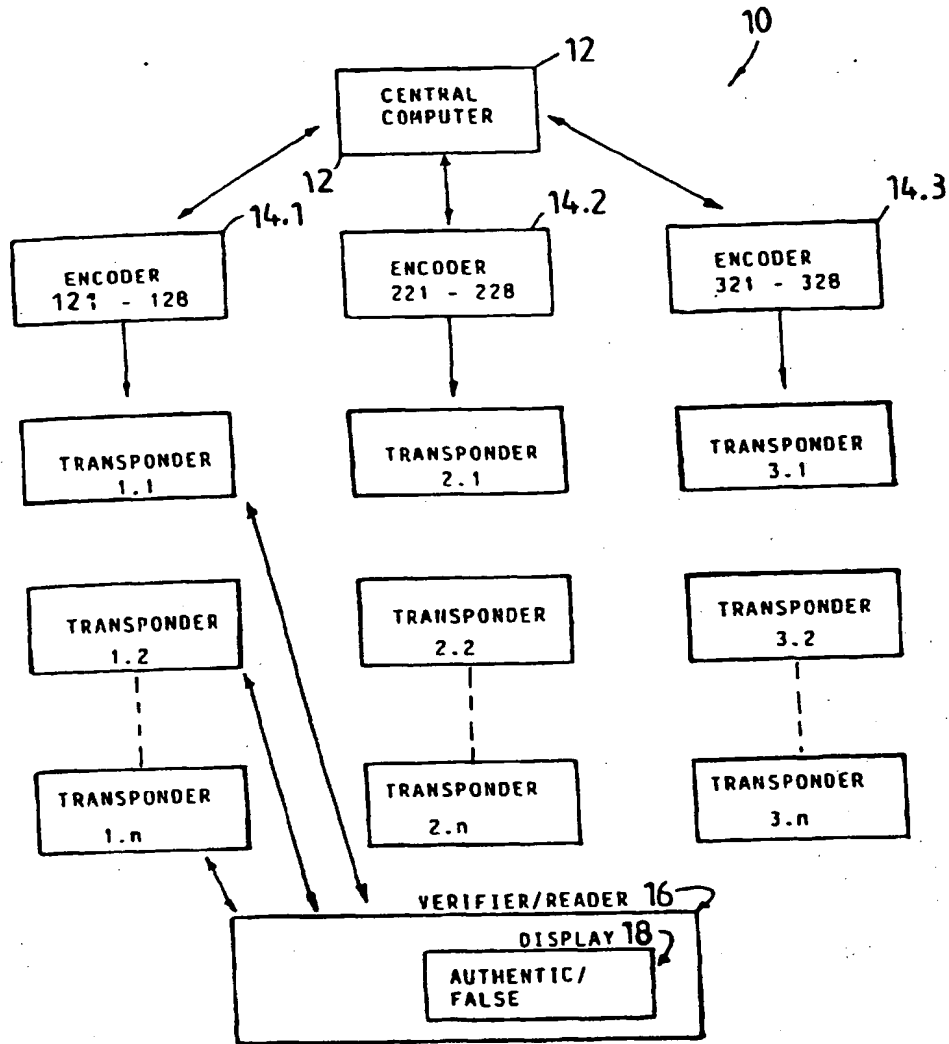 10
12
CENTRAL
COMPUTER
12
14.1
14.2
14.3
ENCODER
121 - 128
ENCODER
221 - 228
ENCODER
321 - 328
TRANSPONDER
1.1
TRANSPONDER
2.1
TRANSPONDER
3.1
TRANSPONDER
1.2
TRANSPONDER
2.2
TRANSPONDER
3.2
TRANSPONDER
1.n
TRANSPONDER
2.n
TRANSPONDER
3.n
VERIFIER/READER 16
DISPLAY 18
AUTHENTIC/
FALSE